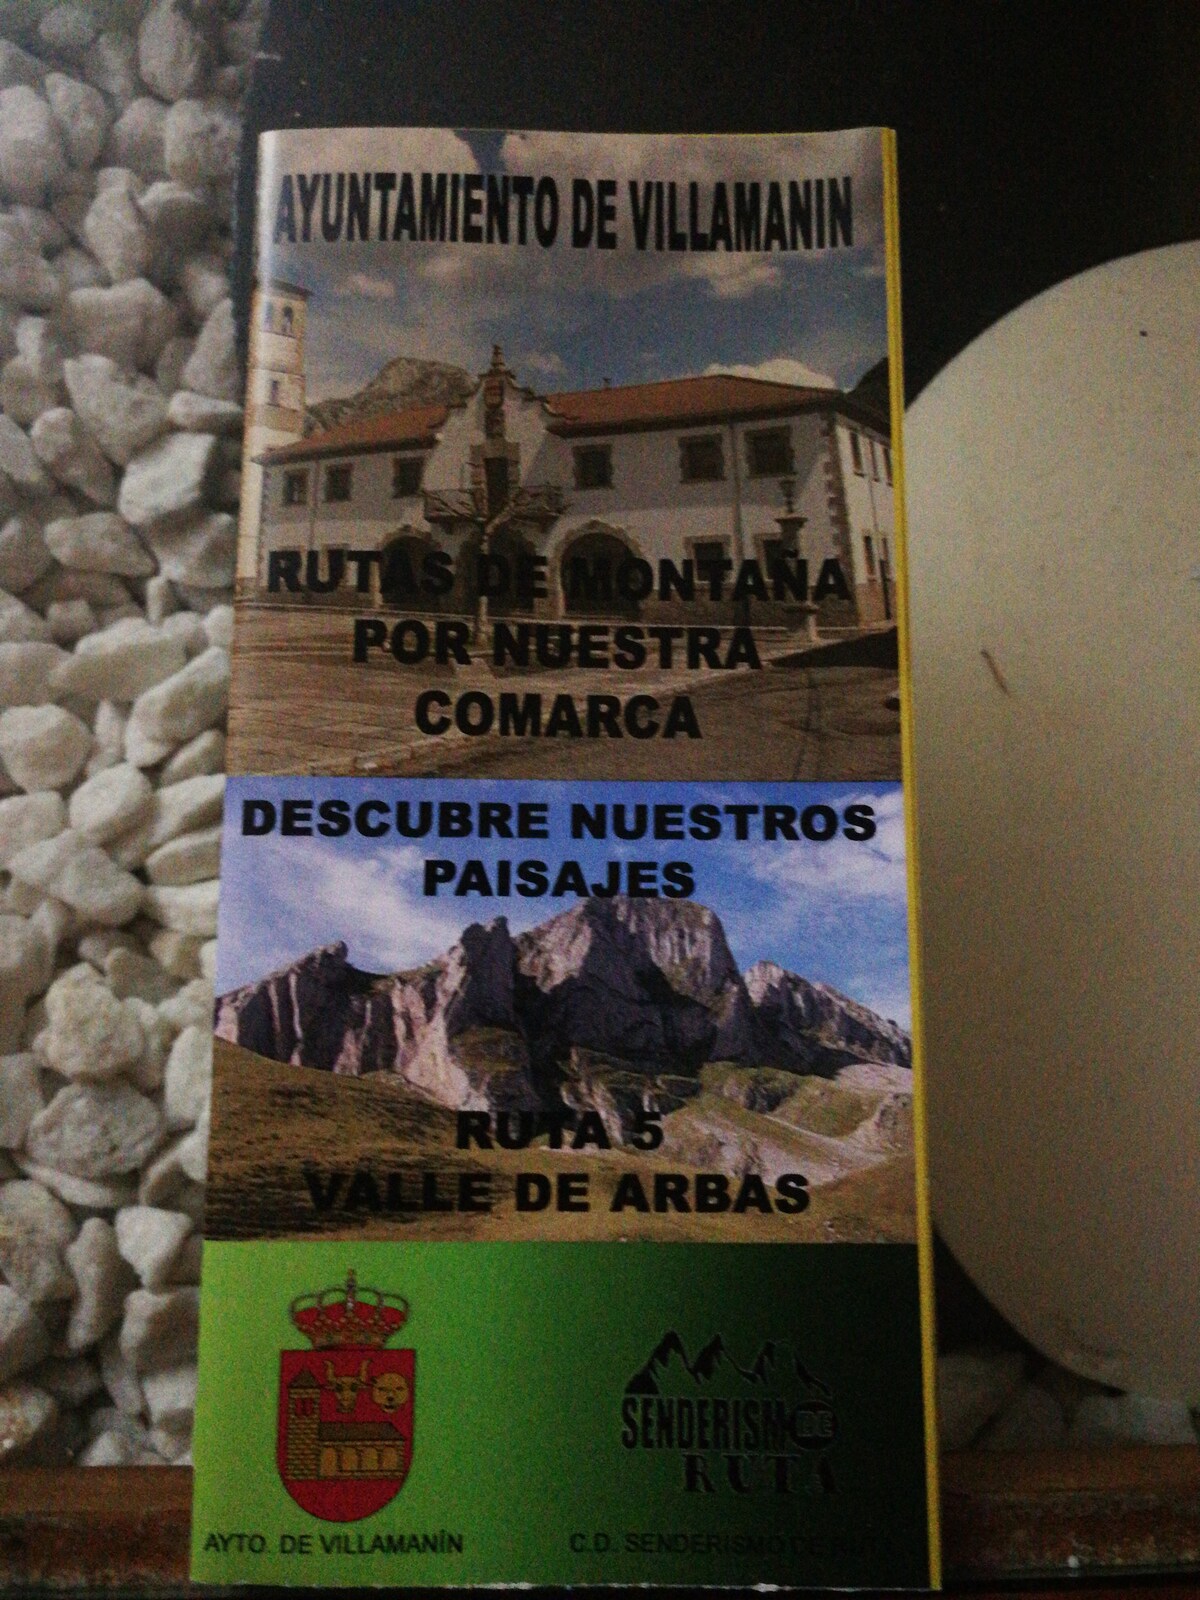 AYUNTAMIENTO DE VILLAMANIN
RUTAS DE MONTAÑA
POR NUESTRA
COMARCA
DESCUBRE NUESTROS
PAISAJES
RUTA 5
VALLE DE ARBAS
SENDERISMO DE
RUTA
AYTO. DE VILLAMANÍN
C.D. SENDERISMO DE